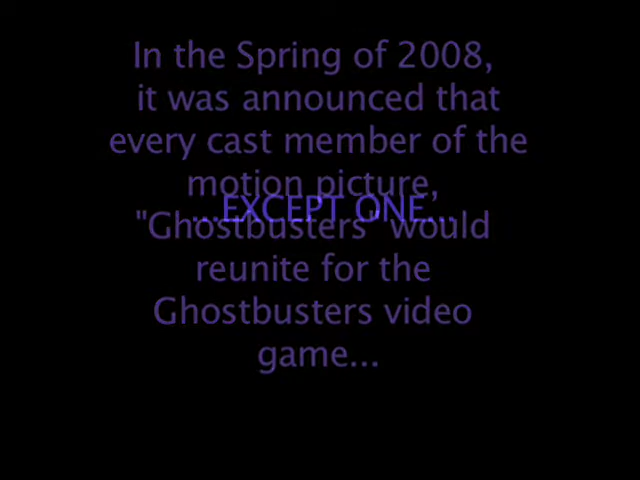 In the Spring of 2008,
it was announced that
every cast member of the
motion picture,
...EXCEPT ONE...
"Ghostbusters" would
reunite for the
Ghostbusters video
game...